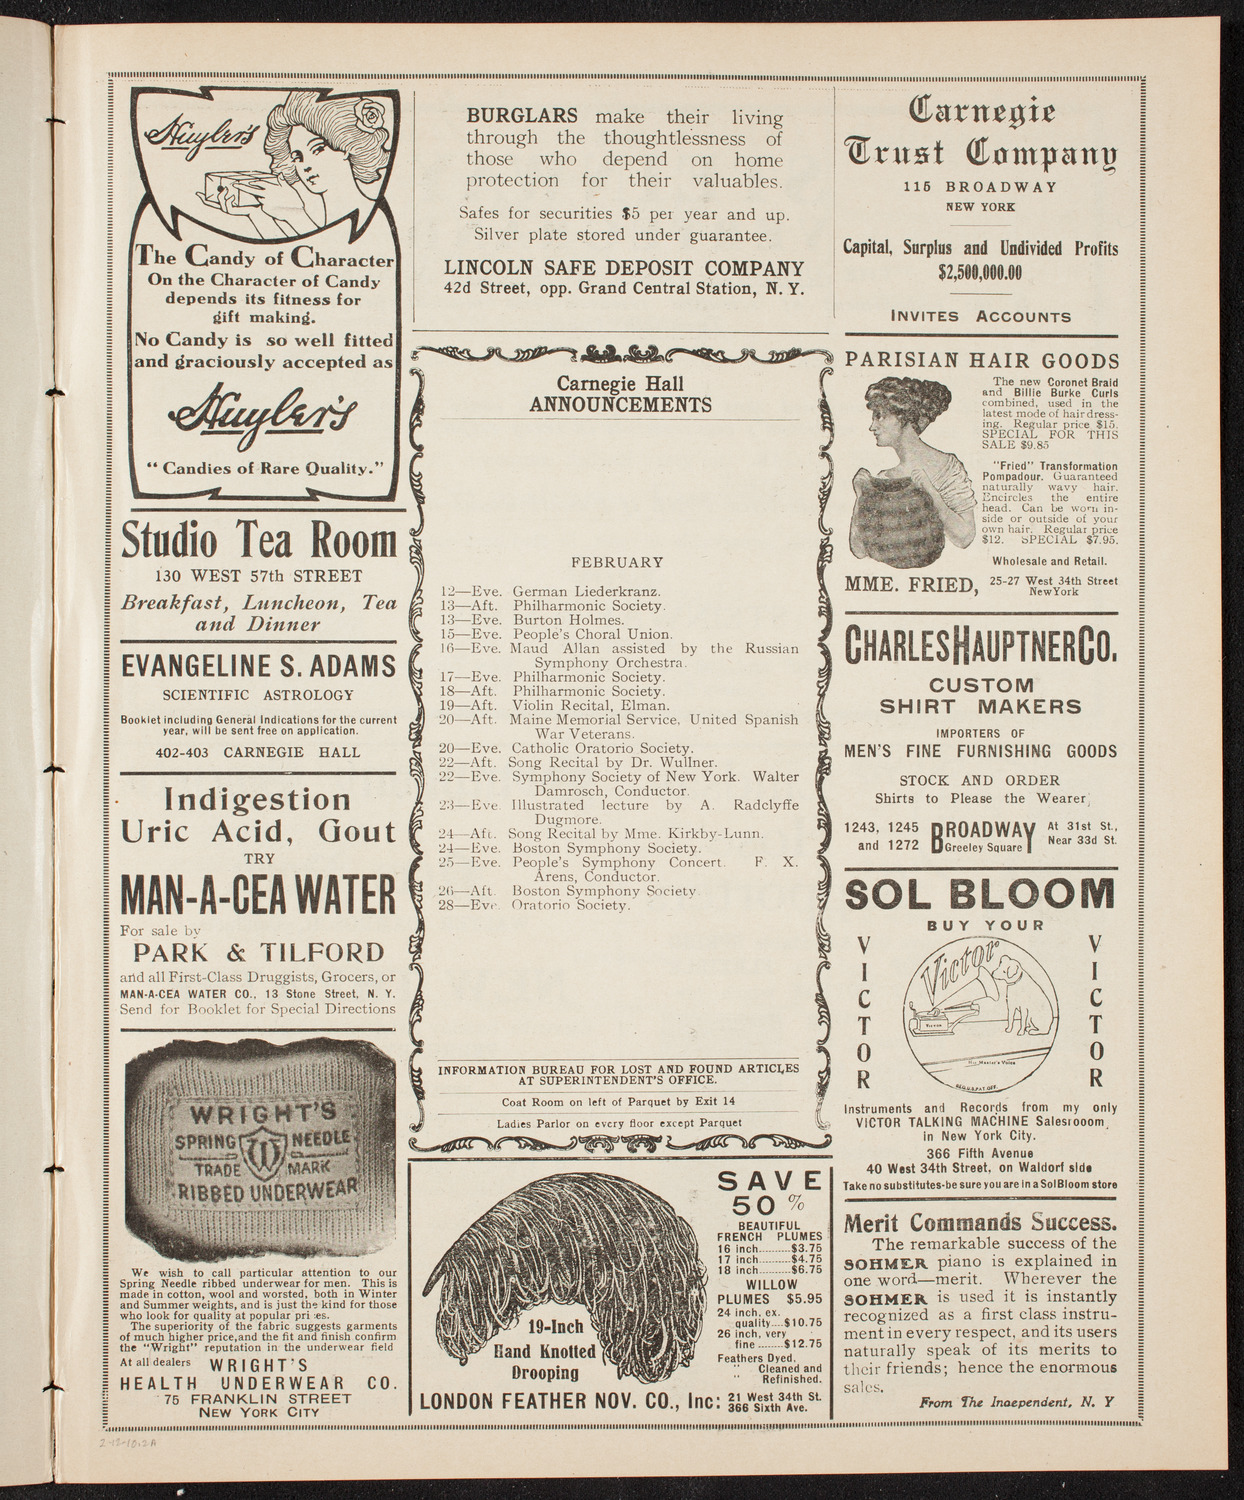 Huyler's
The Candy of Character
On the Character of Candy
depends its fitness for
gift making.
No Candy is so well fitted
and graciously accepted as
Huyler's
"Candies of Rare Quality."
Studio Tea Room
130 WEST 57th STREET
Breakfast, Luncheon, Tea
and Dinner
EVANGELINE S. ADAMS
SCIENTIFIC ASTROLOGY
Booklet including General Indications for the current
year, will be sent free on application.
402-403 CARNEGIE HALL
Indigestion
Uric Acid, Gout
TRY
MAN-A-CEA WATER
For sale by
PARK & TILFORD
and all First-Class Druggists, Grocers, or
MAN-A-CEA WATER CO., 13 Stone Street, N. Y.
Send for Booklet for Special Directions
WRIGHT'S
SPRING NEEDLE
TRADE MARK
RIBBED UNDERWEAR
We wish to call particular attention to our
Spring Needle ribbed underwear for men. This is
made in cotton, wool and worsted, both in Winter
and Summer weights, and is just the kind for those
who look for quality at popular pri es.
The superiority of the fabric suggests garments
of much higher price, and the fit and finish confirm
the "Wright" reputation in the underwear field
At all dealers WRIGHT'S
HEALTH UNDERWEAR CO.
75 FRANKLIN STREET
NEW YORK CITY
BURGLARS make their living
through the thoughtlessness of
those who depend on home
protection for their valuables.
Safes for securities $5 per year and up.
Silver plate stored under guarantee.
LINCOLN SAFE DEPOSIT COMPANY
42d Street, opp. Grand Central Station, N. Y.
Carnegie Hall
ANNOUNCEMENTS
FEBRUARY
12—Eve. German Liederkranz.
13—Aft. Philharmonic Society.
13—Eve. Burton Holmes.
15—Eve. People's Choral Union.
16—Eve. Maud Allan assisted by the Russian
Symphony Orchestra.
17—Eve. Philharmonic Society.
18—Aft. Philharmonic Society.
19—Aft. Violin Recital, Elman.
20—Aft. Maine Memorial Service, United Spanish
War Veterans.
20—Eve. Catholic Oratorio Society.
22—Aft. Song Recital by Dr. Wullner.
22—Eve. Symphony Society of New York. Walter
Damrosch, Conductor.
23—Eve. Illustrated lecture by A. Radclyffe
Dugmore.
24—Aft. Song Recital by Mme. Kirkby-Lunn.
24—Eve. Boston Symphony Society.
25—Eve. People's Symphony Concert. F. X.
Arens, Conductor.
26—Aft. Boston Symphony Society
28—Eve. Oratorio Society.
INFORMATION BUREAU FOR LOST AND FOUND ARTICLES
AT SUPERINTENDENT'S OFFICE.
Coat Room on left of Parquet by Exit 14
Ladies Parlor on every floor except Parquet
19-Inch
Hand Knotted
Drooping
SAVE
50 %
BEAUTIFUL
FRENCH PLUMES
16 inch..........$3.75
17 inch..........$4.75
18 inch..........$6.75
WILLOW
PLUMES $5.95
24 inch, ex.
quality....$10.75
26 inch, very
fine.......$12.75
Feathers Dyed,
" Cleaned and
" Refinished.
LONDON FEATHER NOV. CO., Inc: 21 West 34th St.
366 Sixth Ave.
Carnegie
Trust Company
115 BROADWAY
NEW YORK
Capital, Surplus and Undivided Profits
$2,500,000.00
INVITES ACCOUNTS
PARISIAN HAIR GOODS
The new Coronet Braid
and Billie Burke Curls
combined, used in the
latest mode of hair dress-
ing. Regular price $15.
SPECIAL FOR THIS
SALE $9.85
"Fried" Transformation
Pompadour. Guaranteed
naturally wavy hair.
Encircles the entire
head. Can be worn in-
side or outside of your
own hair. Regular price
$12. SPECIAL $7.95.
Wholesale and Retail.
MME. FRIED, 25-27 West 34th Street
NewYork
CHARLES HAUPTNER CO.
CUSTOM
SHIRT MAKERS
IMPORTERS OF
MEN'S FINE FURNISHING GOODS
STOCK AND ORDER
Shirts to Please the Wearer
1243, 1245 and 1272 BROADWAY Greeley Square At 31st St., Near 33d St.
SOL BLOOM
BUY YOUR
VICTOR
VICTOR
Victor
VICTOR
His Master's Voice
REG.U.S.PAT.OFF.
Instruments and Records from my only
VICTOR TALKING MACHINE Salesrooom
in New York City.
366 Fifth Avenue
40 West 34th Street, on Waldorf side
Take no substitutes-be sure you are in a Sol Bloom store
Merit Commands Success.
The remarkable success of the
SOHMER piano is explained in
one word—merit. Wherever the
SOHMER is used it is instantly
recognized as a first class instru-
ment in every respect, and its users
naturally speak of its merits to
their friends; hence the enormous
sales.
From The Independent, N. Y
2-12-10.2A